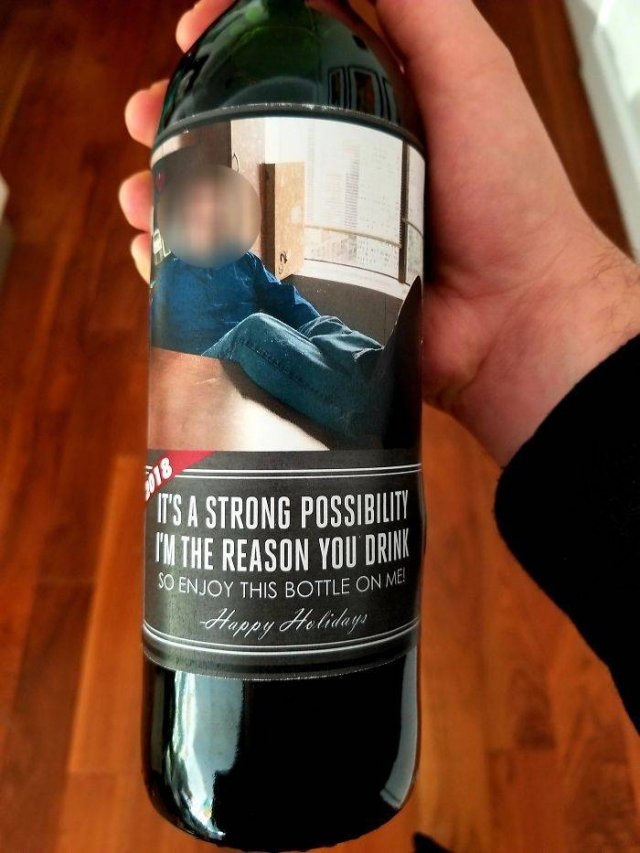 2018
IT'S A STRONG POSSIBILITY
I'M THE REASON YOU DRINK
SO ENJOY THIS BOTTLE ON ME!
Happy Holidays